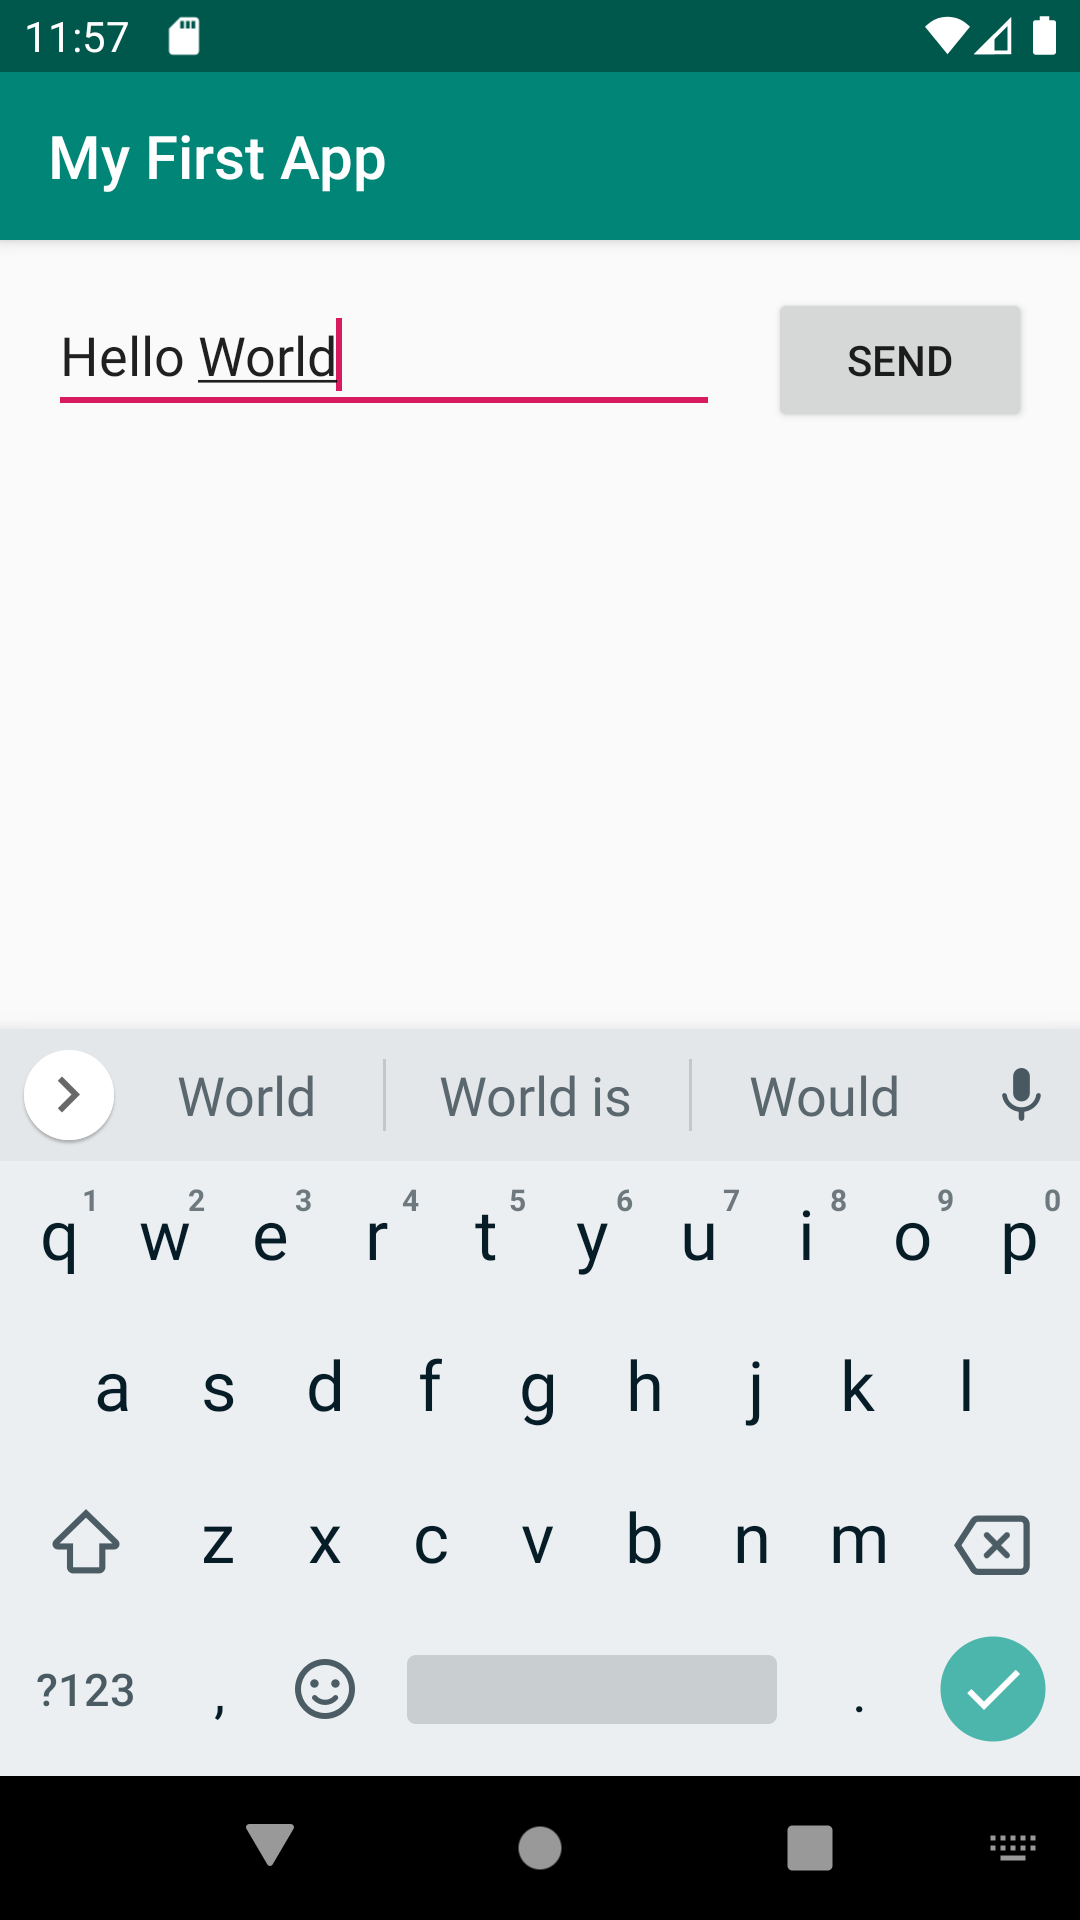 11:57
My First App
Hello World
SEND
World World is Would
1 2 3 4 5 6 7 8 9 0
q w e r t y u i o p
a s d f g h j k l
z x c v b n m
?123 , .